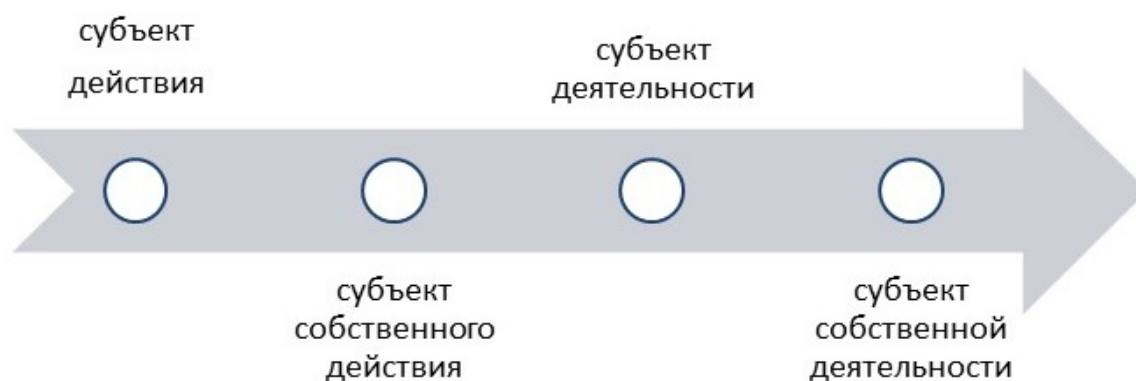 субъект
действия
субъект
собственного
действия
субъект
деятельности
субъект
собственной
деятельности